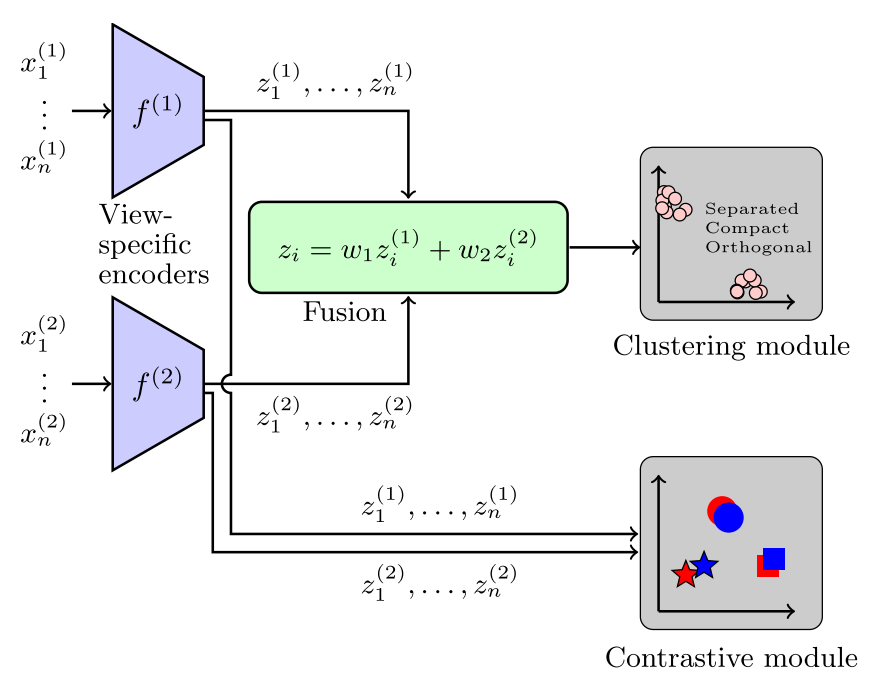 x_1^{(1)}
⋮
x_n^{(1)}
f^{(1)}
z_1^{(1)}, …, z_n^{(1)}
View-
specific
encoders
z_i = w_1 z_i^{(1)} + w_2 z_i^{(2)}
Fusion
Separated
Compact
Orthogonal
Clustering module
x_1^{(2)}
⋮
x_n^{(2)}
f^{(2)}
z_1^{(2)}, …, z_n^{(2)}
z_1^{(1)}, …, z_n^{(1)}
z_1^{(2)}, …, z_n^{(2)}
Contrastive module